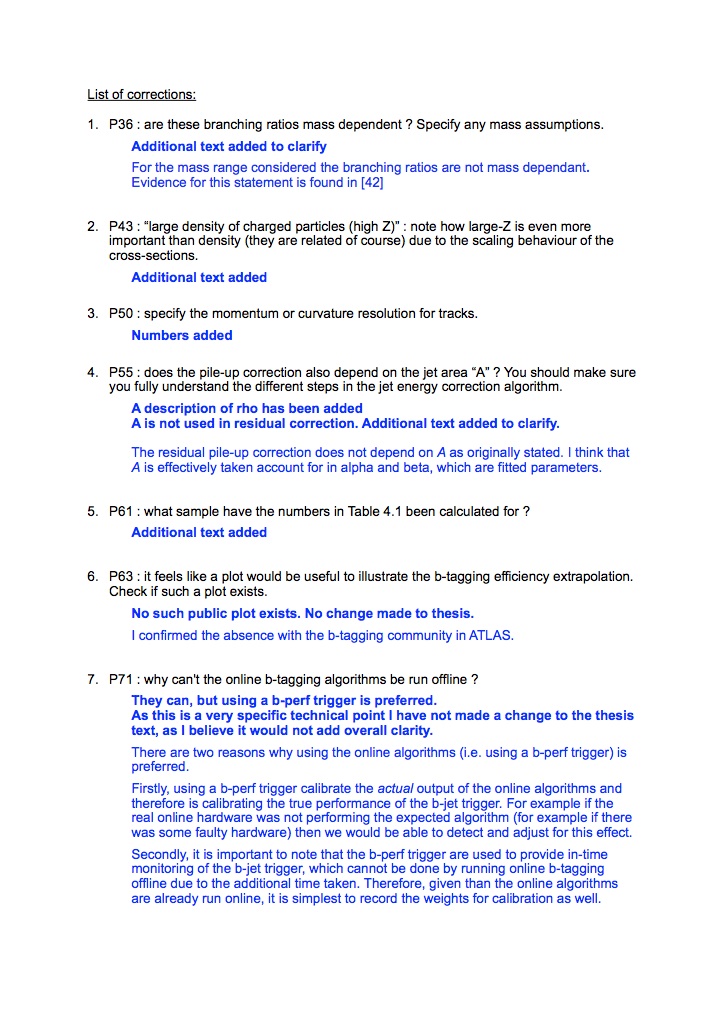 List of corrections:
1. P36 : are these branching ratios mass dependent ? Specify any mass assumptions.
Additional text added to clarify
For the mass range considered the branching ratios are not mass dependant.
Evidence for this statement is found in [42]
2. P43 : “large density of charged particles (high Z)” : note how large-Z is even more
important than density (they are related of course) due to the scaling behaviour of the
cross-sections.
Additional text added
3. P50 : specify the momentum or curvature resolution for tracks.
Numbers added
4. P55 : does the pile-up correction also depend on the jet area “A” ? You should make sure
you fully understand the different steps in the jet energy correction algorithm.
A description of rho has been added
A is not used in residual correction. Additional text added to clarify.
The residual pile-up correction does not depend on A as originally stated. I think that
A is effectively taken account for in alpha and beta, which are fitted parameters.
5. P61 : what sample have the numbers in Table 4.1 been calculated for ?
Additional text added
6. P63 : it feels like a plot would be useful to illustrate the b-tagging efficiency extrapolation.
Check if such a plot exists.
No such public plot exists. No change made to thesis.
I confirmed the absence with the b-tagging community in ATLAS.
7. P71 : why can't the online b-tagging algorithms be run offline ?
They can, but using a b-perf trigger is preferred.
As this is a very specific technical point I have not made a change to the thesis
text, as I believe it would not add overall clarity.
There are two reasons why using the online algorithms (i.e. using a b-perf trigger) is
preferred.
Firstly, using a b-perf trigger calibrate the actual output of the online algorithms and
therefore is calibrating the true performance of the b-jet trigger. For example if the
real online hardware was not performing the expected algorithm (for example if there
was some faulty hardware) then we would be able to detect and adjust for this effect.
Secondly, it is important to note that the b-perf trigger are used to provide in-time
monitoring of the b-jet trigger, which cannot be done by running online b-tagging
offline due to the additional time taken. Therefore, given than the online algorithms
are already run online, it is simplest to record the weights for calibration as well.